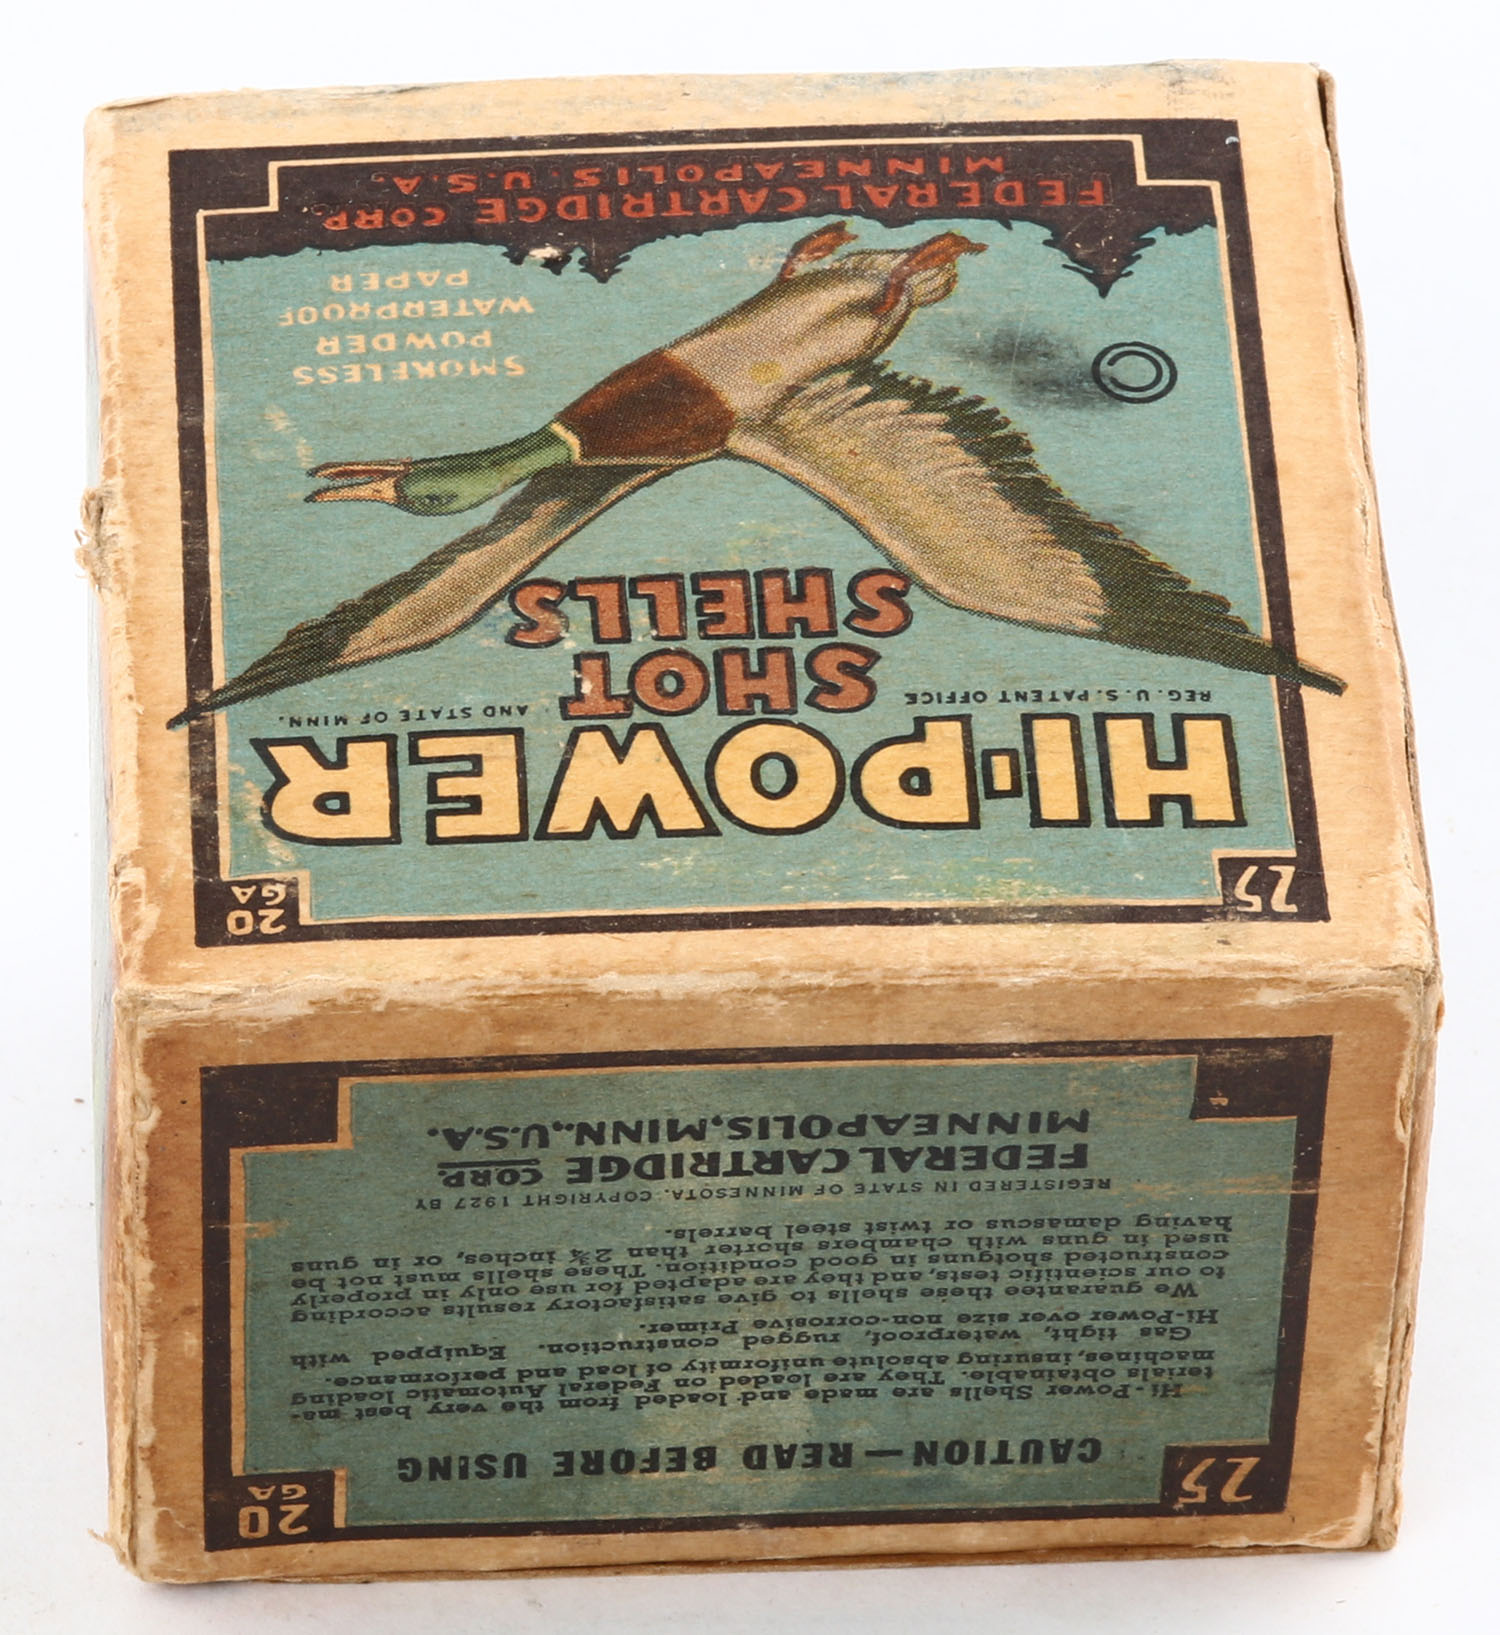 25
20
GA
CAUTION—READ BEFORE USING
Hi-Power Shells are made and loaded from the very best ma-
terials obtainable. They are loaded on Federal Automatic loading
machines, insuring absolute uniformity of load and performance.
Gas tight, waterproof, rugged construction. Equipped with
Hi-Power over size non-corrosive Primer.
We guarantee these shells to give satisfactory results according
to our scientific tests, and they are adapted for use only in properly
constructed shotguns in good condition. These shells must not be
used in guns with chambers shorter than 2¾ inches, or in guns
having damascus or twist steel barrels.
REGISTERED IN STATE OF MINNESOTA. COPYRIGHT 1927 BY
FEDERAL CARTRIDGE CORP.
MINNEAPOLIS, MINN., U.S.A.
25
20
GA
HI-POWER
REG. U. S. PATENT OFFICE AND STATE OF MINN.
SHOT
SHELLS
SMOKELESS
POWDER
WATERPROOF
PAPER
©
FEDERAL CARTRIDGE CORP.
MINNEAPOLIS, U.S.A.